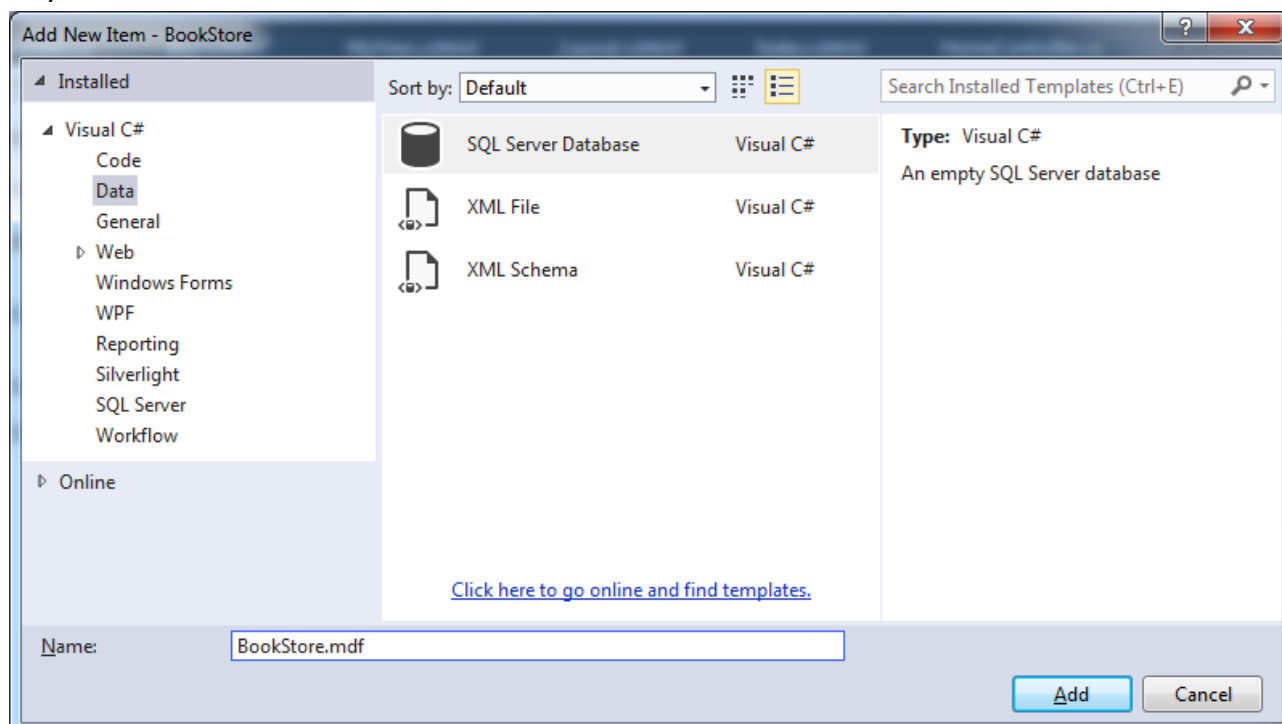 Add New Item - BookStore
Installed
Sort by: Default
Search Installed Templates (Ctrl+E)
Visual C#
Code
Data
General
Web
Windows Forms
WPF
Reporting
Silverlight
SQL Server
Workflow
Online
SQL Server Database Visual C#
XML File Visual C#
XML Schema Visual C#
Click here to go online and find templates.
Type: Visual C#
An empty SQL Server database
Name: BookStore.mdf
Add Cancel